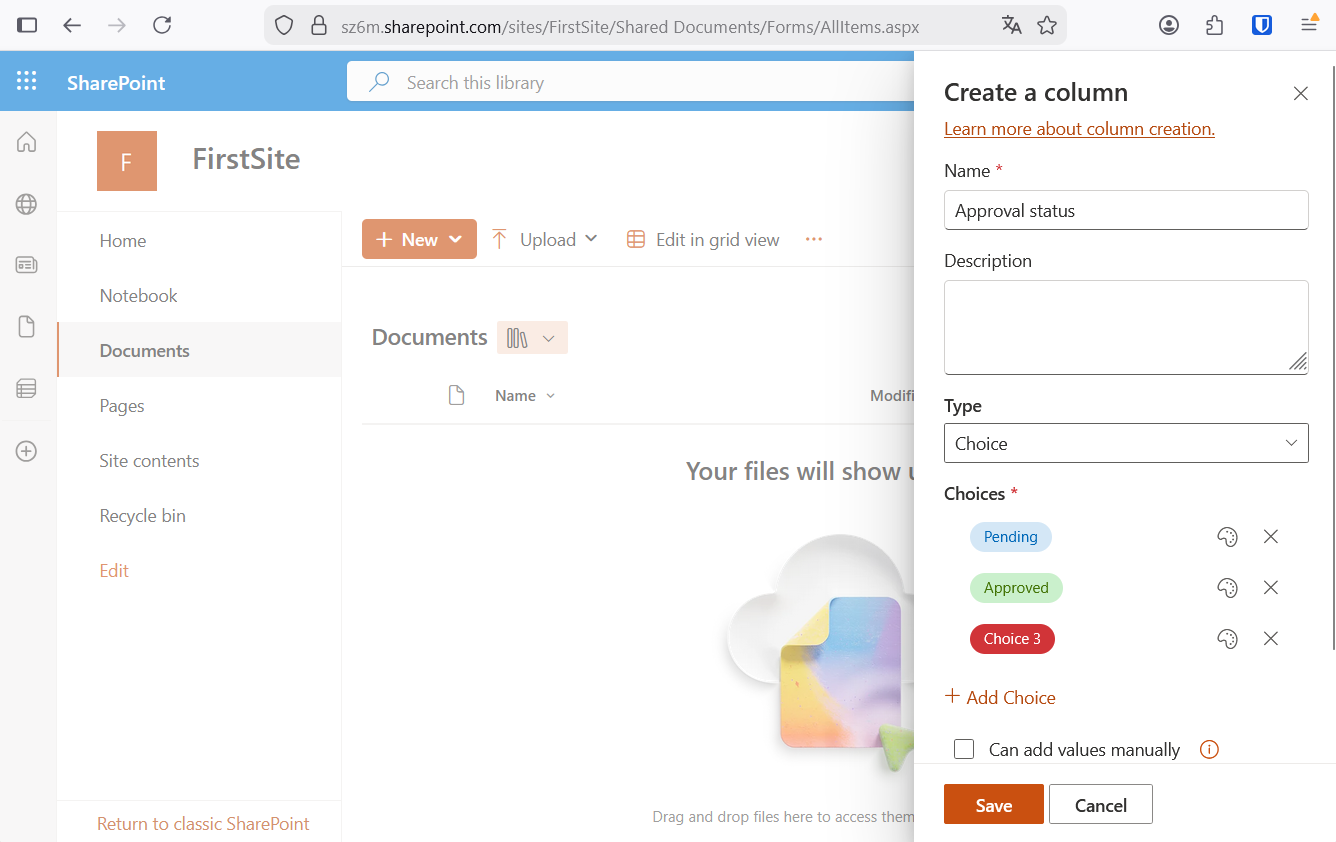 sz6m.sharepoint.com/sites/FirstSite/Shared Documents/Forms/AllItems.aspx
SharePoint
Search this library
F
FirstSite
Home
Notebook
Documents
Pages
Site contents
Recycle bin
Edit
Return to classic SharePoint
New
Upload
Edit in grid view
Documents
Name
Modifi
Your files will show u
Drag and drop files here to access them
Create a column
Learn more about column creation.
Name *
Approval status
Description
Type
Choice
Choices *
Pending
Approved
Choice 3
Add Choice
Can add values manually
Save
Cancel